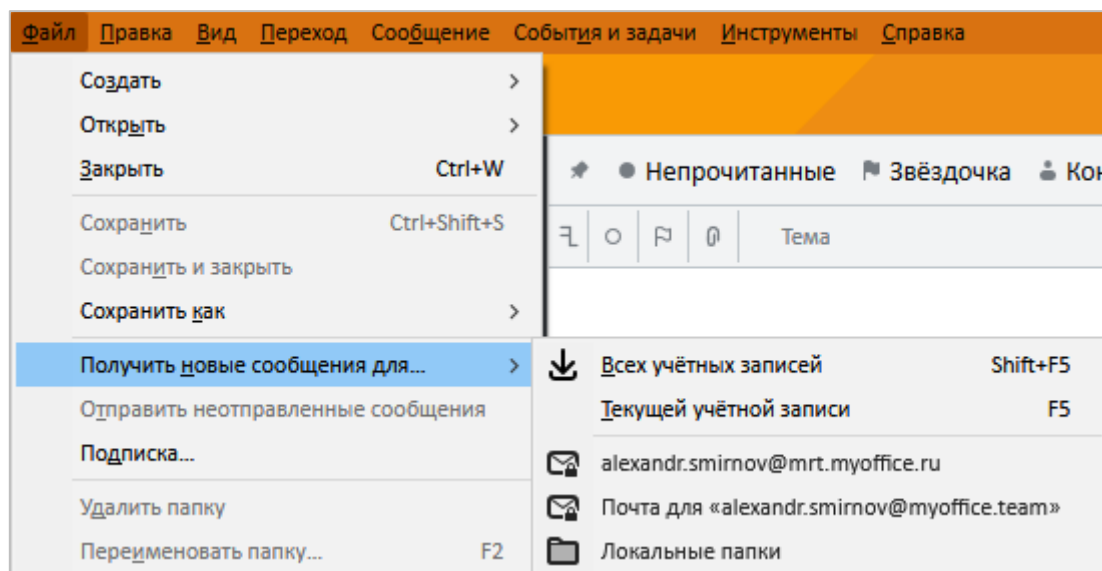 Файл Правка Вид Переход Сообщение События и задачи Инструменты Справка
Создать
Открыть
Закрыть Ctrl+W
Непрочитанные Звёздочка
Сохранить Ctrl+Shift+S
Тема
Сохранить и закрыть
Сохранить как
Получить новые сообщения для...
Всех учётных записей Shift+F5
Отправить неотправленные сообщения
Текущей учётной записи F5
Подписка...
alexandr.smirnov@mrt.myoffice.ru
Удалить папку
Почта для «alexandr.smirnov@myoffice.team»
Переименовать папку... F2
Локальные папки